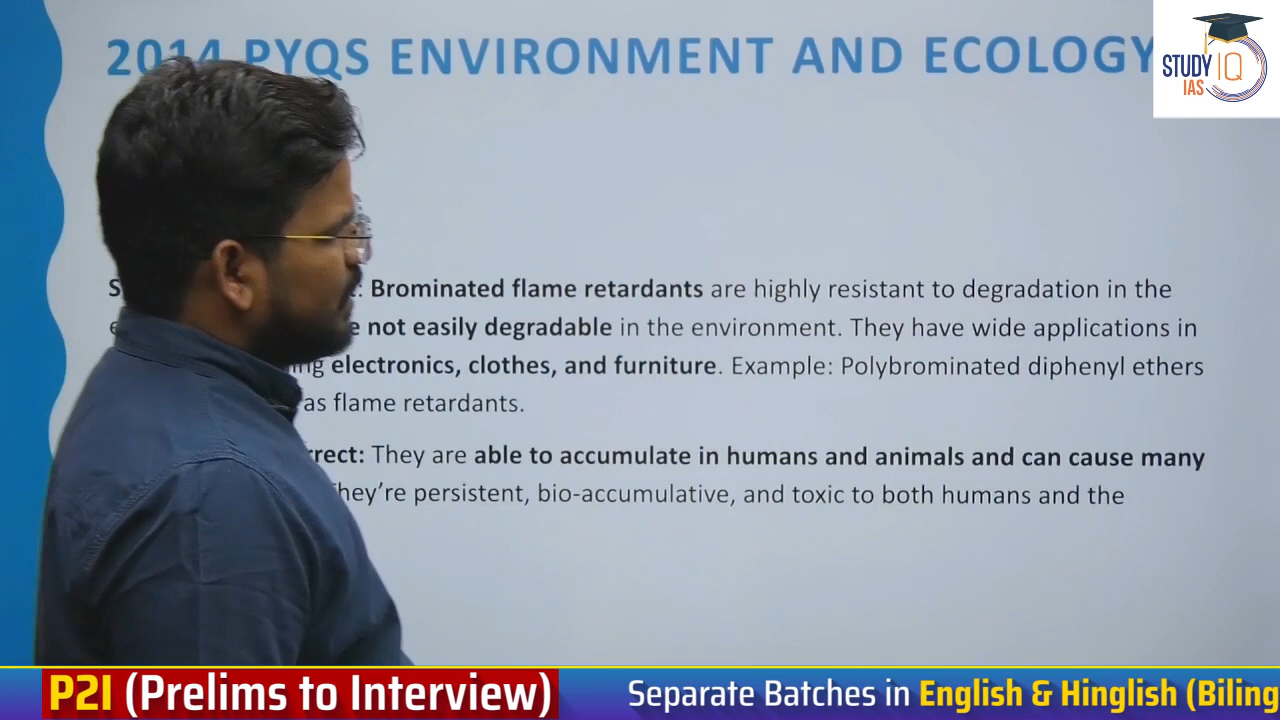 2014 PYQS ENVIRONMENT AND ECOLOGY
STUDY IQ
IAS
: Brominated flame retardants are highly resistant to degradation in the
not easily degradable in the environment. They have wide applications in
electronics, clothes, and furniture. Example: Polybrominated diphenyl ethers
as flame retardants.
They are able to accumulate in humans and animals and can cause many
They're persistent, bio-accumulative, and toxic to both humans and the
P2I (Prelims to Interview)
Separate Batches in English & Hinglish (Biling